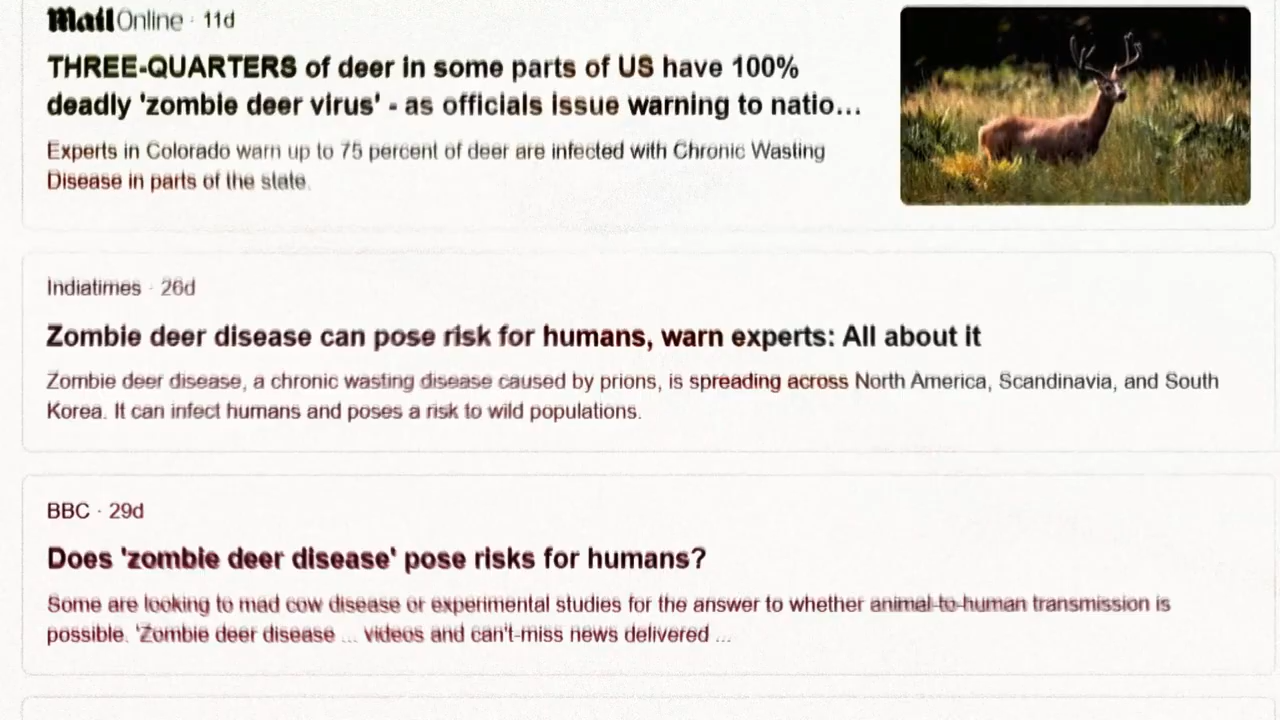 Mail Online · 11d
THREE-QUARTERS of deer in some parts of US have 100%
deadly 'zombie deer virus' - as officials issue warning to natio...
Experts in Colorado warn up to 75 percent of deer are infected with Chronic Wasting
Disease in parts of the state.
Indiatimes · 26d
Zombie deer disease can pose risk for humans, warn experts: All about it
Zombie deer disease, a chronic wasting disease caused by prions, is spreading across North America, Scandinavia, and South
Korea. It can infect humans and poses a risk to wild populations.
BBC · 29d
Does 'zombie deer disease' pose risks for humans?
Some are looking to mad cow disease or experimental studies for the answer to whether animal-to-human transmission is
possible. 'Zombie deer disease ... videos and can't-miss news delivered ...